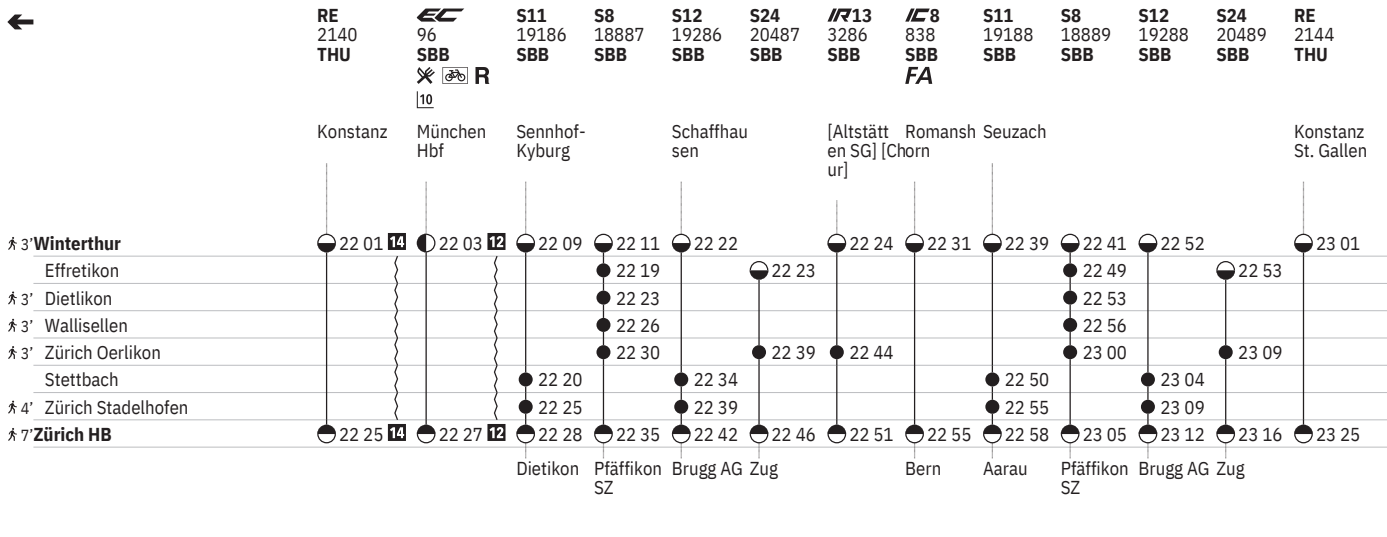 RE EC S11 S8 S12 S24 IR13 IC8 S11 S8 S12 S24 RE
2140 96 19186 18887 19286 20487 3286 838 19188 18889 19288 20489 2144
THU SBB SBB SBB SBB SBB SBB SBB SBB SBB SBB SBB THU
R FA
10
Konstanz München Sennhof- Schaffhau [Altstätt Romansh Seuzach Konstanz
Hbf Kyburg sen en SG] [Chorn St. Gallen
ur]
3' Winterthur 22 01 14 22 03 12 22 09 22 11 22 22 22 24 22 31 22 39 22 41 22 52 23 01
Effretikon 22 19 22 23 22 49 22 53
3' Dietlikon 22 23 22 53
3' Wallisellen 22 26 22 56
3' Zürich Oerlikon 22 30 22 39 22 44 23 00 23 09
Stettbach 22 20 22 34 22 50 23 04
4' Zürich Stadelhofen 22 25 22 39 22 55 23 09
7' Zürich HB 22 25 14 22 27 12 22 28 22 35 22 42 22 46 22 51 22 55 22 58 23 05 23 12 23 16 23 25
Dietikon Pfäffikon Brugg AG Zug Bern Aarau Pfäffikon Brugg AG Zug
SZ SZ